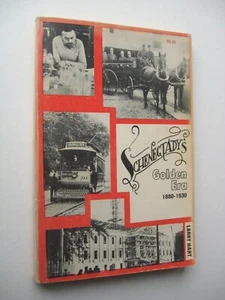 SCHENECTADY'S
Golden
Era
1880-1930
LARRY HART